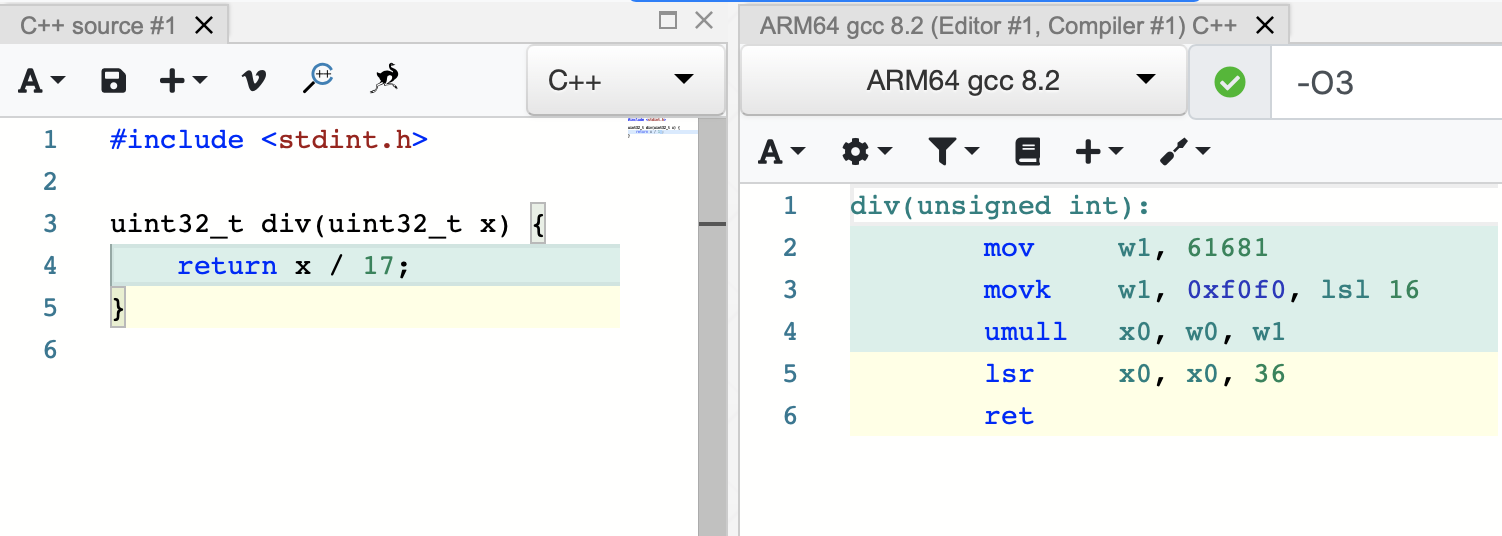 C++ source #1
A
C++
1 #include <stdint.h>
2
3 uint32_t div(uint32_t x) {
4     return x / 17;
5 }
6
ARM64 gcc 8.2 (Editor #1, Compiler #1) C++
ARM64 gcc 8.2
-O3
A
1 div(unsigned int):
2         mov     w1, 61681
3         movk    w1, 0xf0f0, lsl 16
4         umull   x0, w0, w1
5         lsr     x0, x0, 36
6         ret